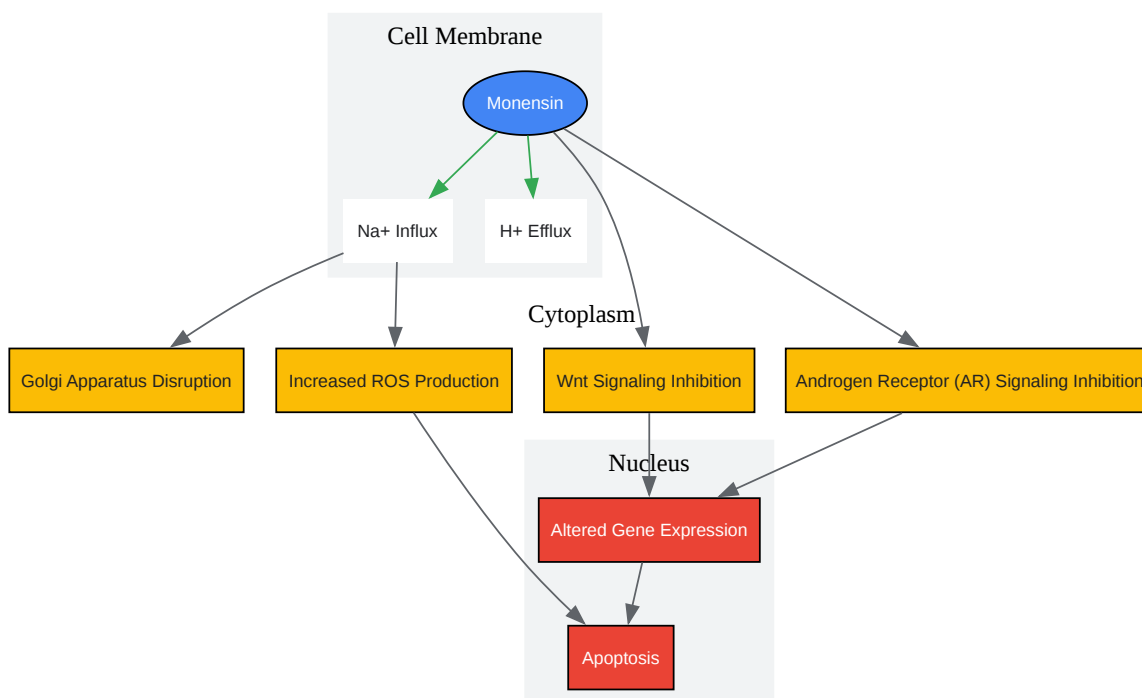 Cell Membrane
Monensin
Na+ Influx
H+ Efflux
Cytoplasm
Golgi Apparatus Disruption
Increased ROS Production
Wnt Signaling Inhibition
Androgen Receptor (AR) Signaling Inhibition
Nucleus
Altered Gene Expression
Apoptosis